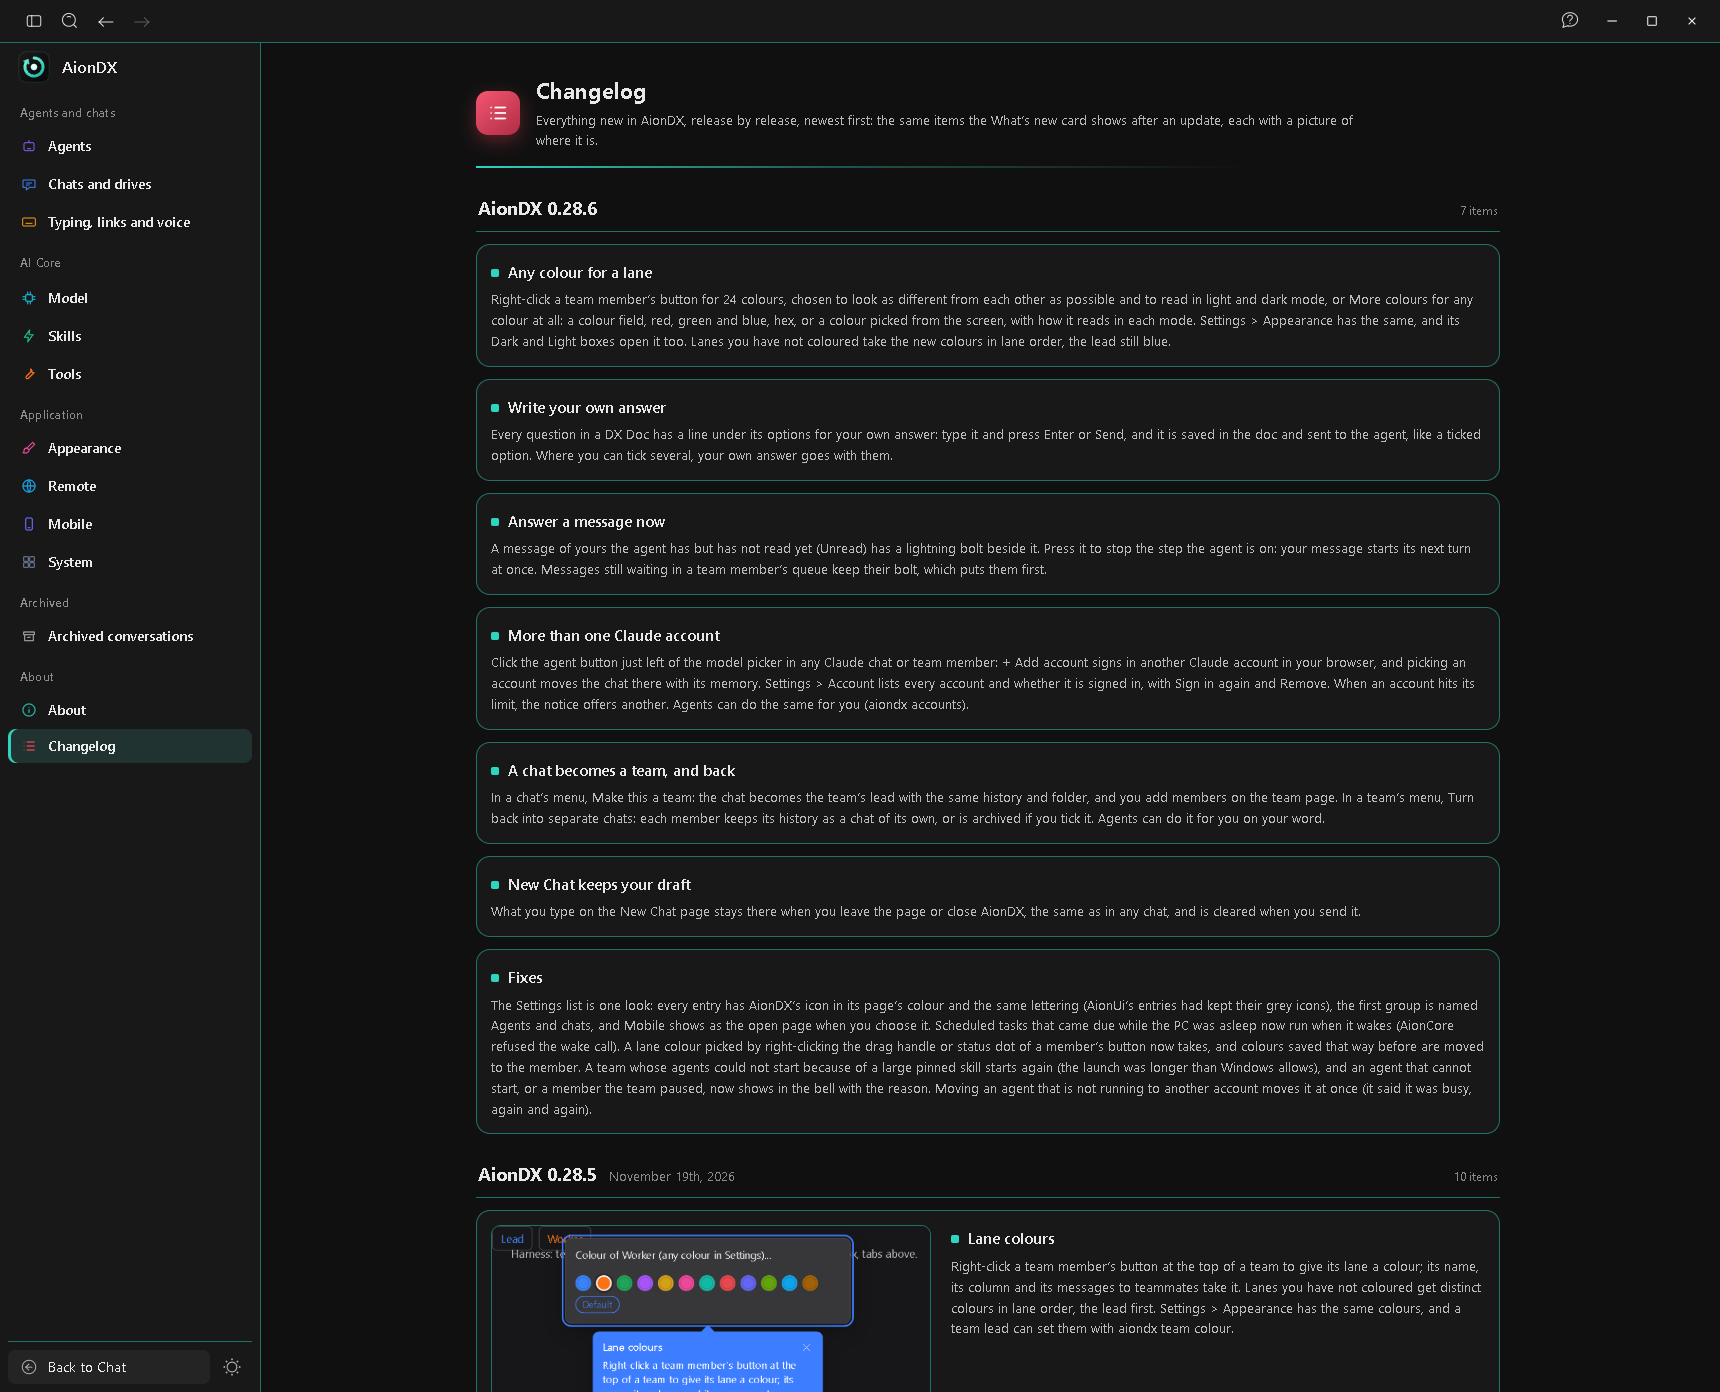 AionDX
Agents and chats
Agents
Chats and drives
Typing, links and voice
AI Core
Model
Skills
Tools
Application
Appearance
Remote
Mobile
System
Archived
Archived conversations
About
About
Changelog
Back to Chat
Changelog
Everything new in AionDX, release by release, newest first: the same items the What's new card shows after an update, each with a picture of
where it is.
AionDX 0.28.6
7 items
Any colour for a lane
Right-click a team member's button for 24 colours, chosen to look as different from each other as possible and to read in light and dark mode, or More colours for any
colour at all: a colour field, red, green and blue, hex, or a colour picked from the screen, with how it reads in each mode. Settings > Appearance has the same, and its
Dark and Light boxes open it too. Lanes you have not coloured take the new colours in lane order, the lead still blue.
Write your own answer
Every question in a DX Doc has a line under its options for your own answer: type it and press Enter or Send, and it is saved in the doc and sent to the agent, like a ticked
option. Where you can tick several, your own answer goes with them.
Answer a message now
A message of yours the agent has but has not read yet (Unread) has a lightning bolt beside it. Press it to stop the step the agent is on: your message starts its next turn
at once. Messages still waiting in a team member's queue keep their bolt, which puts them first.
More than one Claude account
Click the agent button just left of the model picker in any Claude chat or team member: + Add account signs in another Claude account in your browser, and picking an
account moves the chat there with its memory. Settings > Account lists every account and whether it is signed in, with Sign in again and Remove. When an account hits its
limit, the notice offers another. Agents can do the same for you (aiondx accounts).
A chat becomes a team, and back
In a chat's menu, Make this a team: the chat becomes the team's lead with the same history and folder, and you add members on the team page. In a team's menu, Turn
back into separate chats: each member keeps its history as a chat of its own, or is archived if you tick it. Agents can do it for you on your word.
New Chat keeps your draft
What you type on the New Chat page stays there when you leave the page or close AionDX, the same as in any chat, and is cleared when you send it.
Fixes
The Settings list is one look: every entry has AionDX's icon in its page's colour and the same lettering (AionUi's entries had kept their grey icons), the first group is named
Agents and chats, and Mobile shows as the open page when you choose it. Scheduled tasks that came due while the PC was asleep now run when it wakes (AionCore
refused the wake call). A lane colour picked by right-clicking the drag handle or status dot of a member's button now takes, and colours saved that way before are moved
to the member. A team whose agents could not start because of a large pinned skill starts again (the launch was longer than Windows allows), and an agent that cannot
start, or a member the team paused, now shows in the bell with the reason. Moving an agent that is not running to another account moves it at once (it said it was busy,
again and again).
AionDX 0.28.5 November 19th, 2026
10 items
Lead
Harness: te
tabs above.
Colour of Worker (any colour in Settings)...
Default
Lane colours
Right click a team member's button at the
top of a team to give its lane a colour; its
Lane colours
Right-click a team member's button at the top of a team to give its lane a colour; its name,
its column and its messages to teammates take it. Lanes you have not coloured get distinct
colours in lane order, the lead first. Settings > Appearance has the same colours, and a
team lead can set them with aiondx team colour.